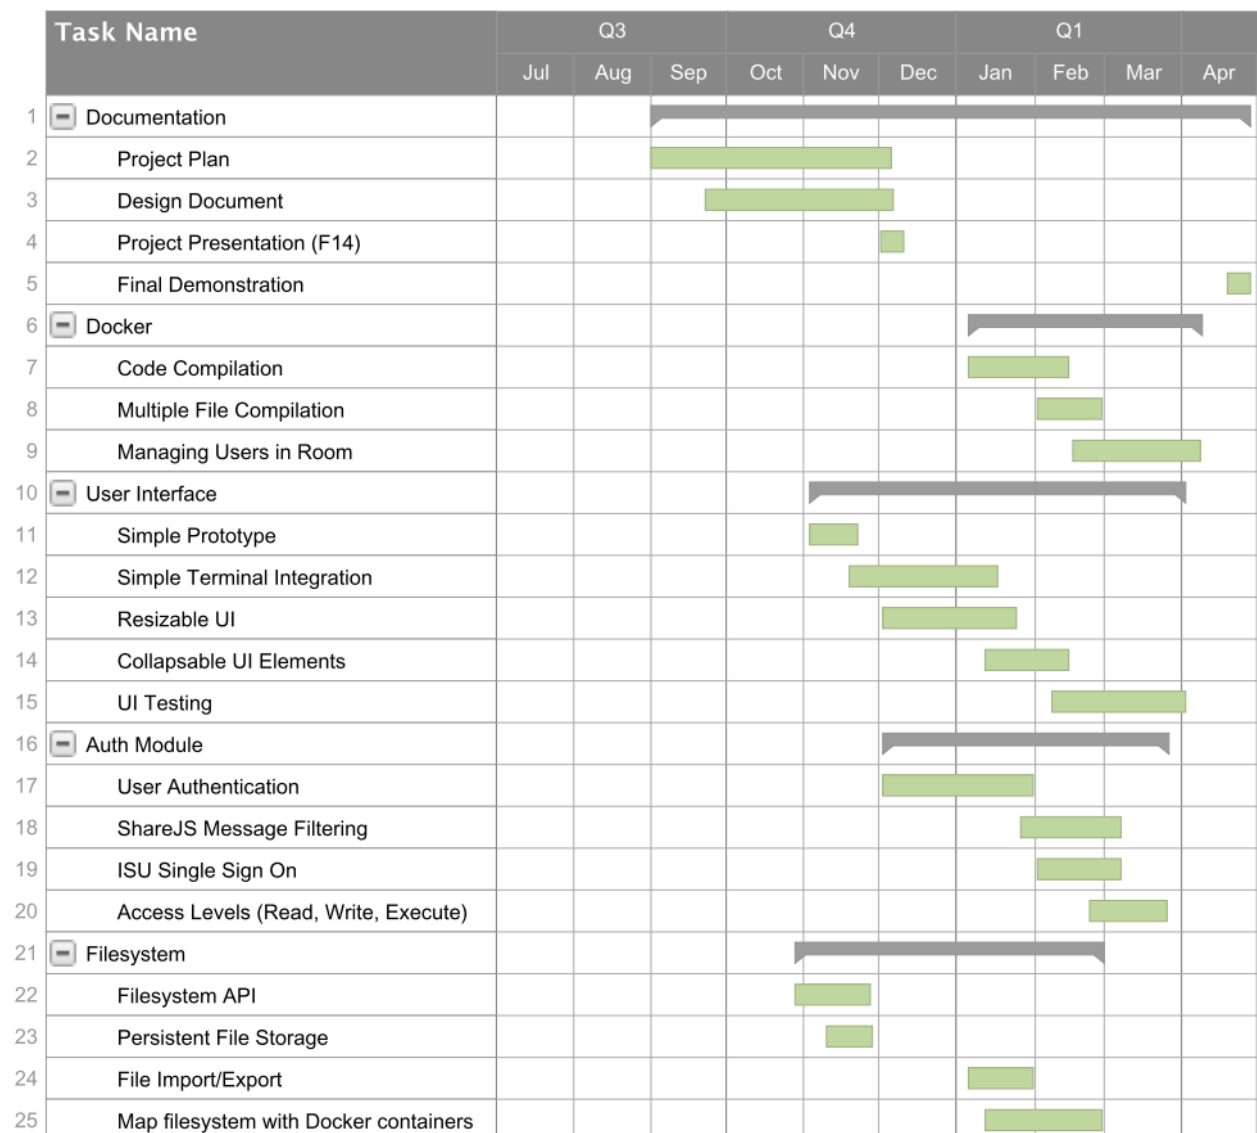 Task Name Q3 Q4 Q1
Jul Aug Sep Oct Nov Dec Jan Feb Mar Apr
1 Documentation
2 Project Plan
3 Design Document
4 Project Presentation (F14)
5 Final Demonstration
6 Docker
7 Code Compilation
8 Multiple File Compilation
9 Managing Users in Room
10 User Interface
11 Simple Prototype
12 Simple Terminal Integration
13 Resizable UI
14 Collapsable UI Elements
15 UI Testing
16 Auth Module
17 User Authentication
18 ShareJS Message Filtering
19 ISU Single Sign On
20 Access Levels (Read, Write, Execute)
21 Filesystem
22 Filesystem API
23 Persistent File Storage
24 File Import/Export
25 Map filesystem with Docker containers